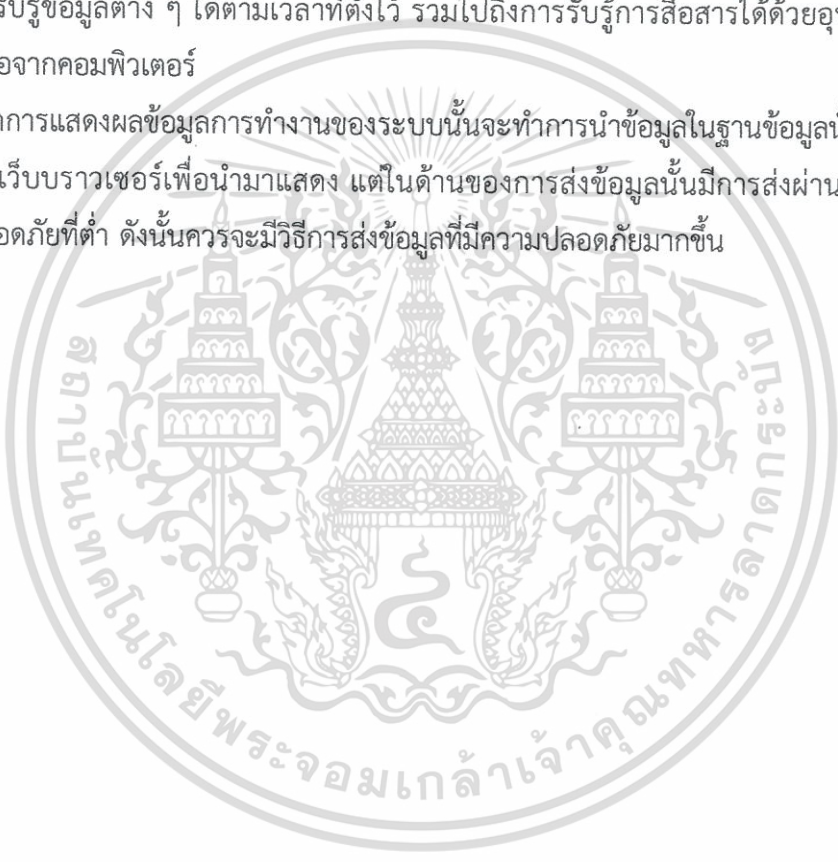 รับรู้ข้อมูลต่าง ๆ ได้ตามเวลาที่ตั้งไว้ รวมไปถึงการรับรู้การสื่อสารได้ด้วย
จากคอมพิวเตอร์
การแสดงผลข้อมูลการทำงานของระบบนั้นจะทำการนำข้อมูลในฐานข้อมูล
เว็บบราวเซอร์เพื่อนำมาแสดง แต่ในด้านของการส่งข้อมูลนั้นมีการส่งผ่าน
อดภัยที่ต่ำ ดังนั้นควรจะมีวิธีการส่งข้อมูลที่มีความปลอดภัยมากขึ้น
สถาบันเทคโนโลยีพระจอมเกล้าเจ้าคุณทหารลาดกระบัง